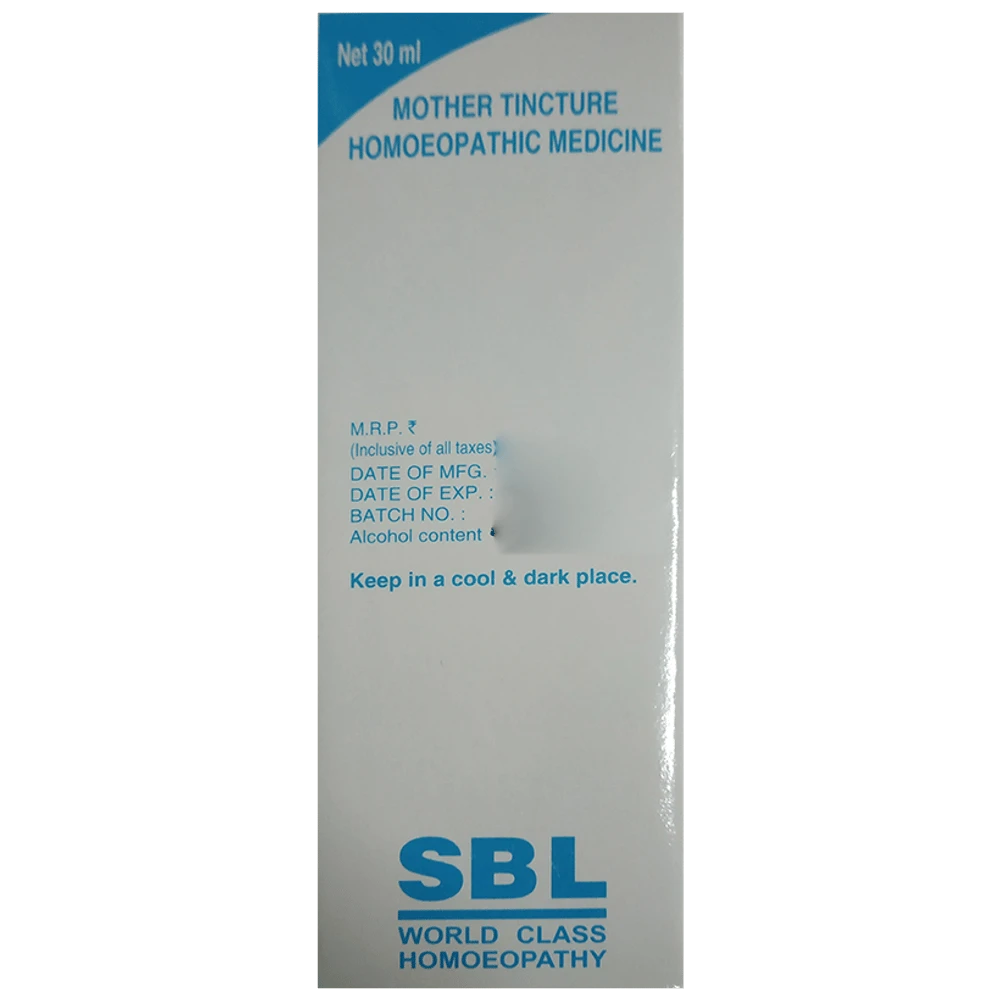 Net 30 ml
MOTHER TINCTURE
HOMOEOPATHIC MEDICINE
M.R.P. ₹
(Inclusive of all taxes)
DATE OF MFG.
DATE OF EXP. :
BATCH NO. :
Alcohol content
Keep in a cool & dark place.
SBL
WORLD CLASS
HOMOEOPATHY